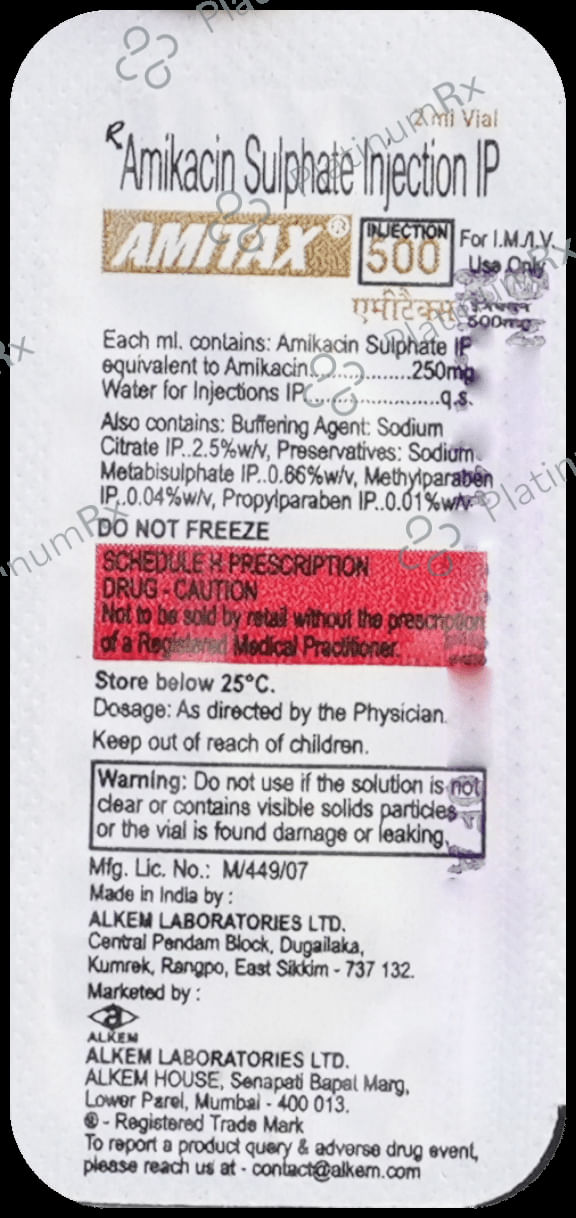 2 ml Vial
R Amikacin Sulphate Injection IP
AMITAX® INJECTION 500 For I.M./I.V. Use Only
एमीटैक्स
500mg
Each ml. contains: Amikacin Sulphate IP
equivalent to Amikacin..................250mg
Water for Injections IP........................q.s.
Also contains: Buffering Agent: Sodium
Citrate IP..2.5%w/v, Preservatives: Sodium
Metabisulphate IP..0.66%w/v, Methylparaben
IP..0.04%w/v, Propylparaben IP..0.01%w/v.
DO NOT FREEZE
SCHEDULE H PRESCRIPTION
DRUG - CAUTION
Not to be sold by retail without the prescription
of a Registered Medical Practitioner.
Store below 25°C.
Dosage: As directed by the Physician.
Keep out of reach of children.
Warning: Do not use if the solution is not
clear or contains visible solids particles
or the vial is found damage or leaking.
Mfg. Lic. No.: M/449/07
Made in India by :
ALKEM LABORATORIES LTD.
Central Pendam Block, Dugailaka,
Kumrek, Rangpo, East Sikkim - 737 132.
Marketed by :
a
ALKEM
ALKEM LABORATORIES LTD.
ALKEM HOUSE, Senapati Bapat Marg,
Lower Parel, Mumbai - 400 013.
® - Registered Trade Mark
To report a product query & adverse drug event,
please reach us at - contact@alkem.com
PlatinumRx